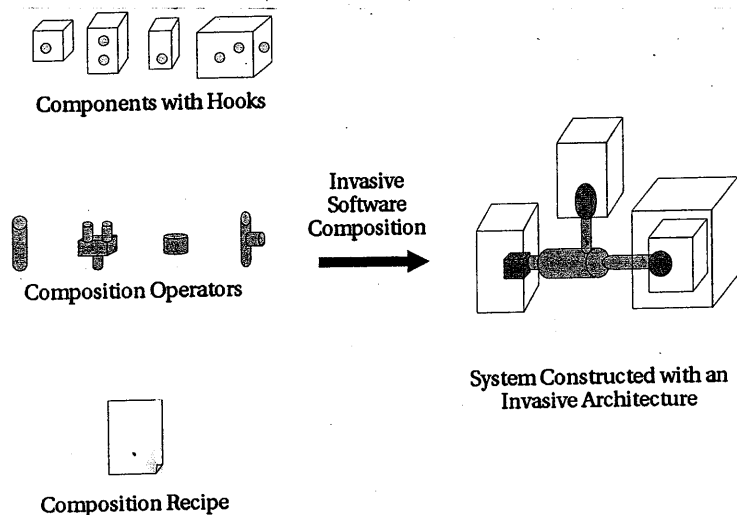 Components with Hooks
Composition Operators
Composition Recipe
Invasive
Software
Composition
System Constructed with an
Invasive Architecture